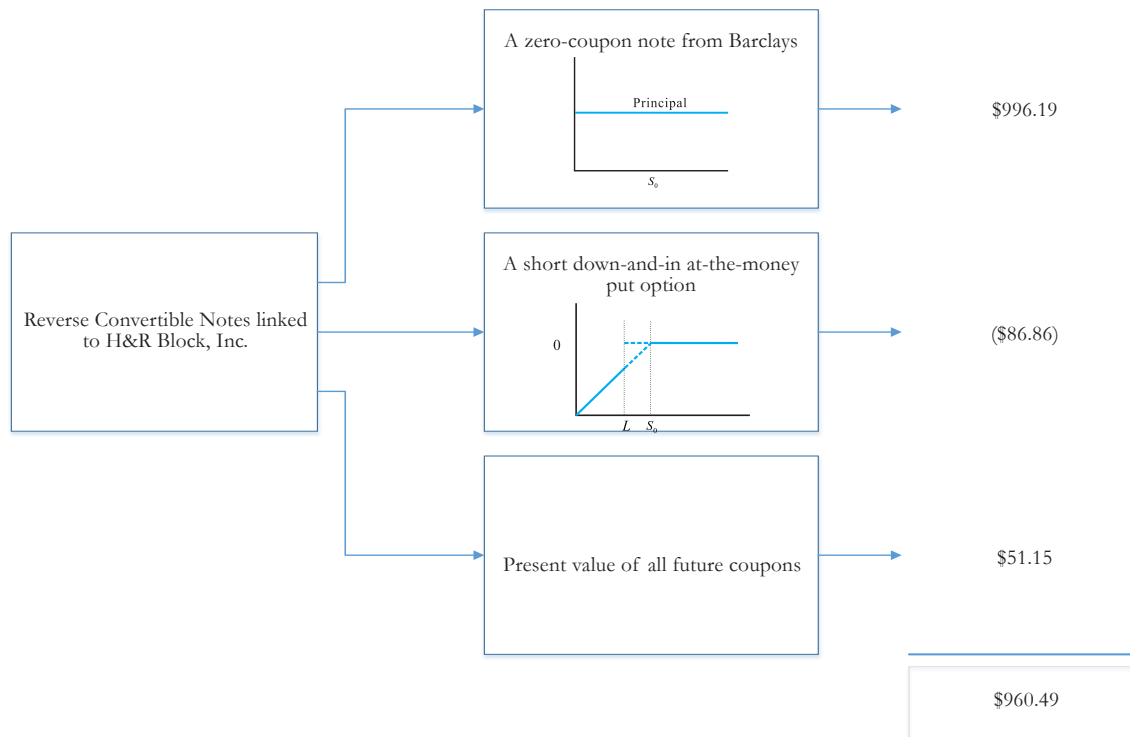 A zero-coupon note from Barclays
Principal
S₀
$996.19
Reverse Convertible Notes linked
to H&R Block, Inc.
A short down-and-in at-the-money
put option
0
L S₀
($86.86)
Present value of all future coupons
$51.15
$960.49